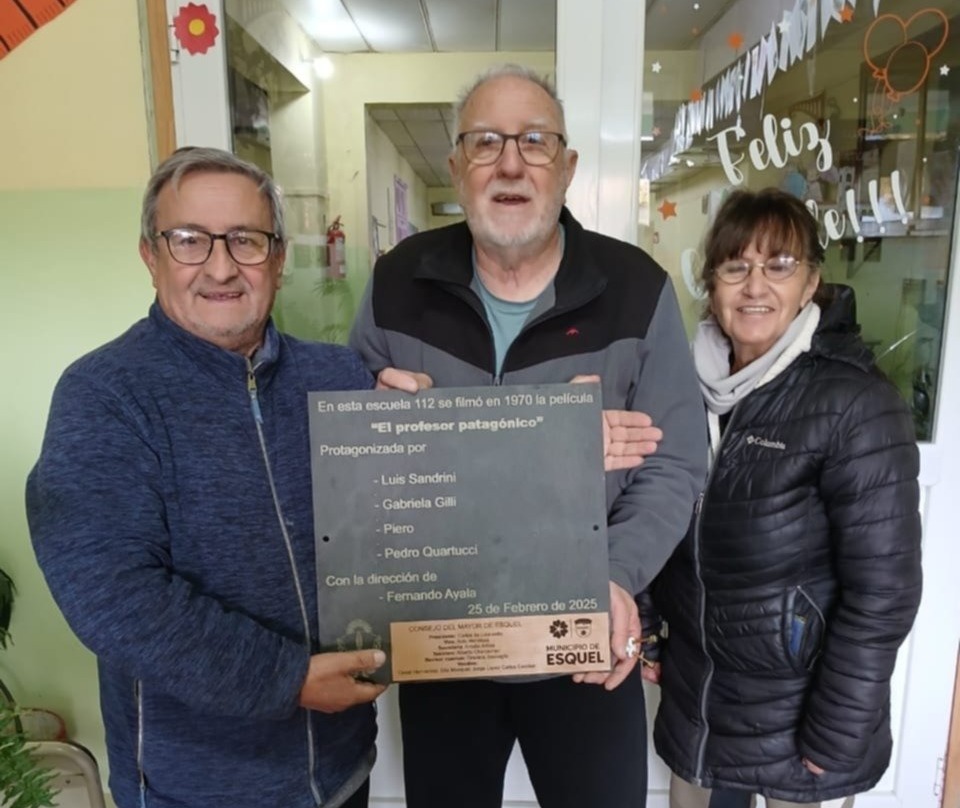 Feliz
En esta escuela 112 se filmó en 1970 la película
"El profesor patagónico"
Protagonizada por
- Luis Sandrini
- Gabriela Gilli
- Piero
- Pedro Quartucci
Con la dirección de
- Fernando Ayala
25 de Febrero de 2025
CONSEJO DEL MAYOR DE ESQUEL
MUNICIPIO DE
ESQUEL
Columbia